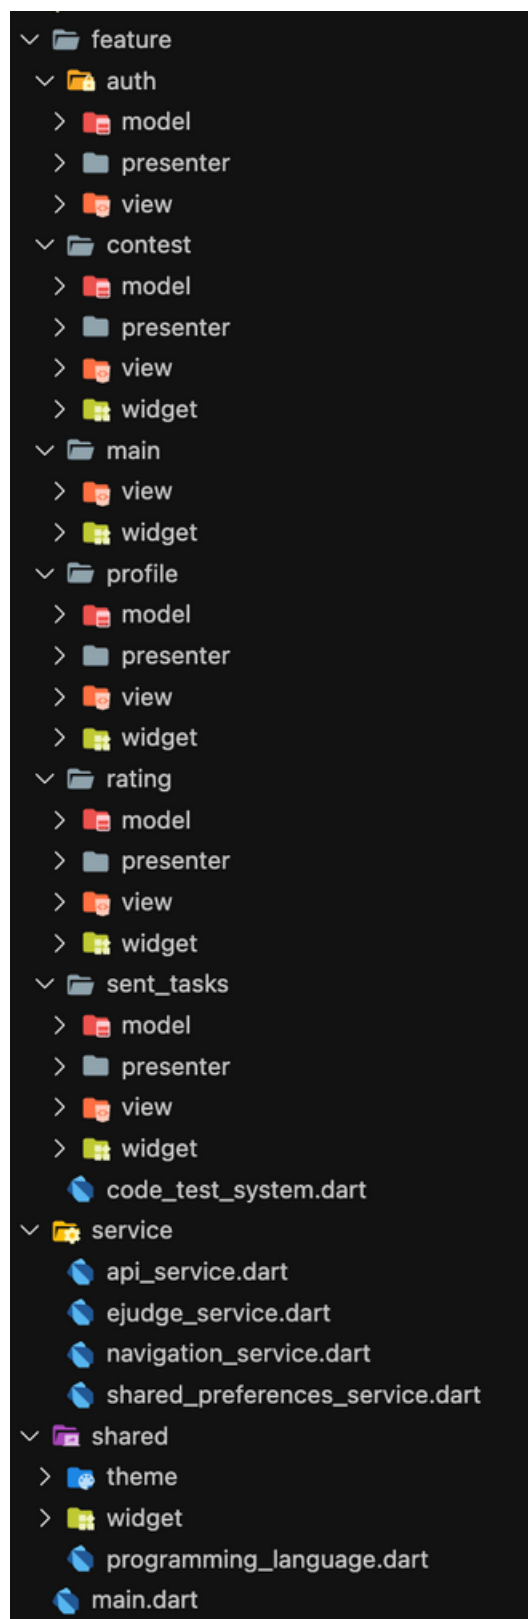 feature
auth
model
presenter
view
contest
model
presenter
view
widget
main
view
widget
profile
model
presenter
view
widget
rating
model
presenter
view
widget
sent_tasks
model
presenter
view
widget
code_test_system.dart
service
api_service.dart
ejudge_service.dart
navigation_service.dart
shared_preferences_service.dart
shared
theme
widget
programming_language.dart
main.dart